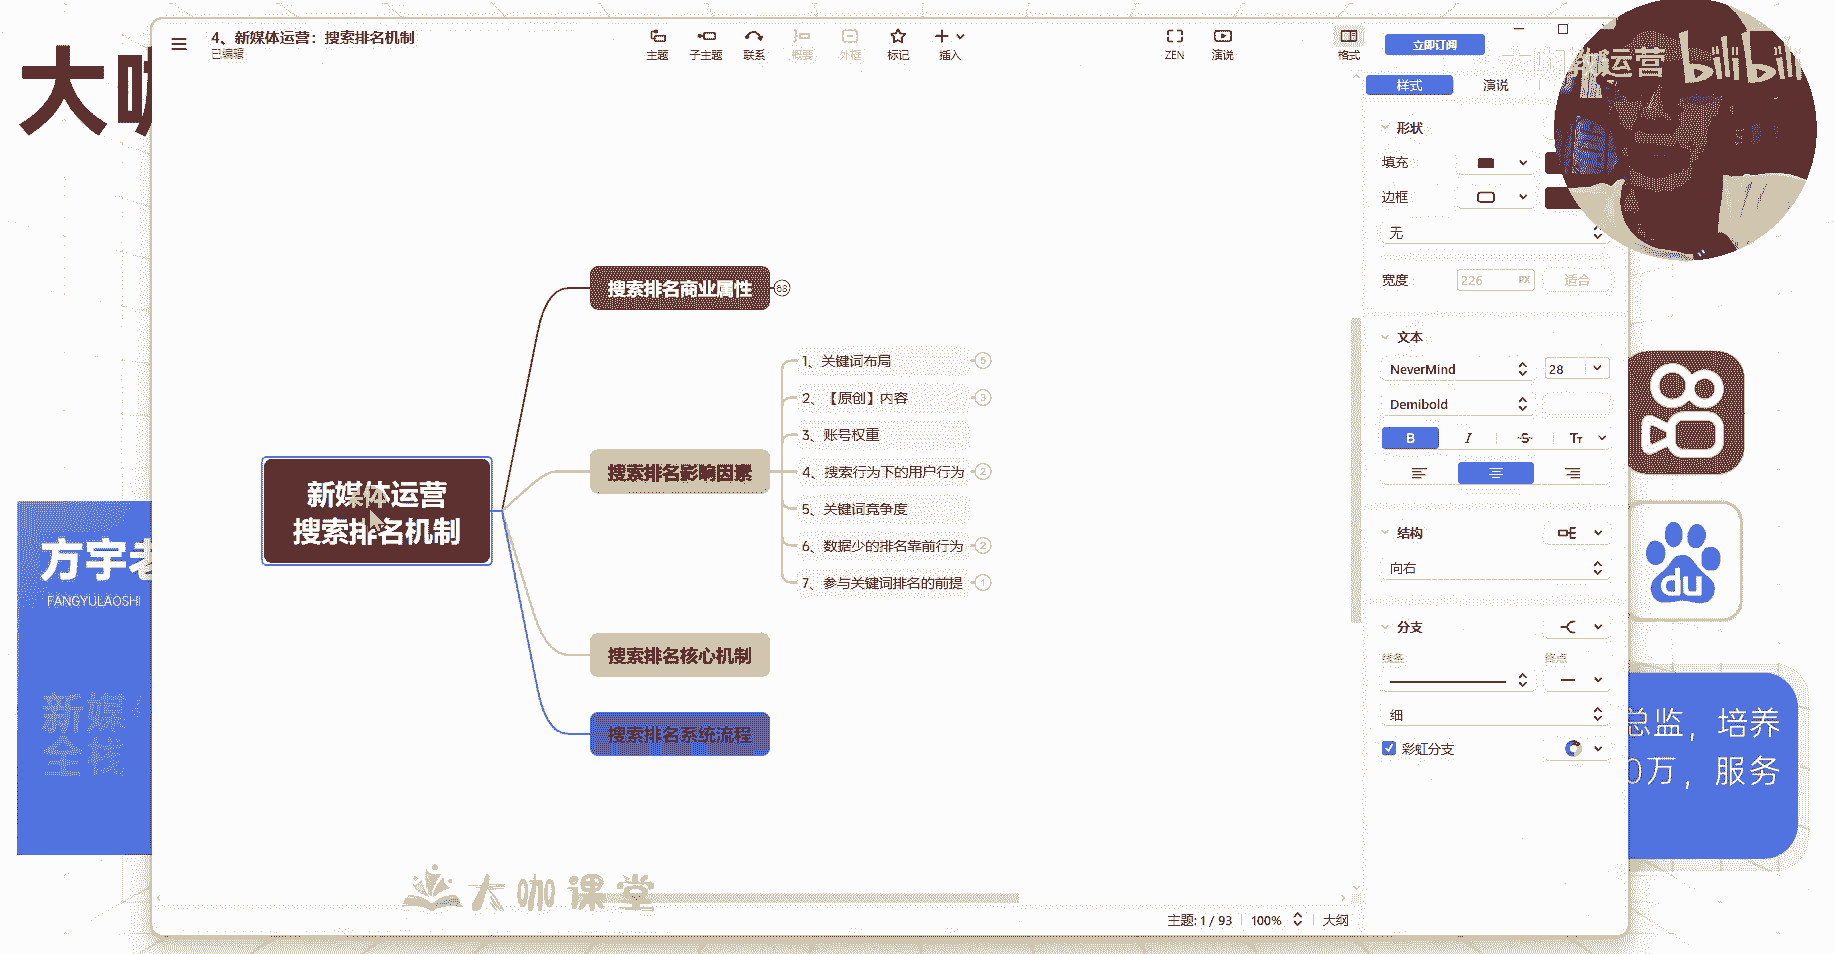 4、新媒体运营：搜索排名机制
已编辑
主题
子主题
联系
概要
外框
标记
插入
ZEN
演说
格式
立即订阅
教运营
bilibili
样式
演说
大咖
形状
填充
边框
无
宽度
226
PX
适合
文本
NeverMind
28
Demibold
B
I
S
Tт
结构
向右
分支
线条
终点
细
彩虹分支
搜索排名商业属性
68
1、关键词布局
5
2、【原创】内容
3
3、账号权重
4、搜索行为下的用户行为
2
5、关键词竞争度
6、数据少的排名靠前行为
2
7、参与关键词排名的前提
1
搜索排名影响因素
新媒体运营
搜索排名机制
搜索排名核心机制
搜索排名系统流程
方宇老
FANGYULAOSHI
新媒
全栈
du
总监，培养
0万，服务
大咖课堂
主题: 1 / 93
100%
大纲